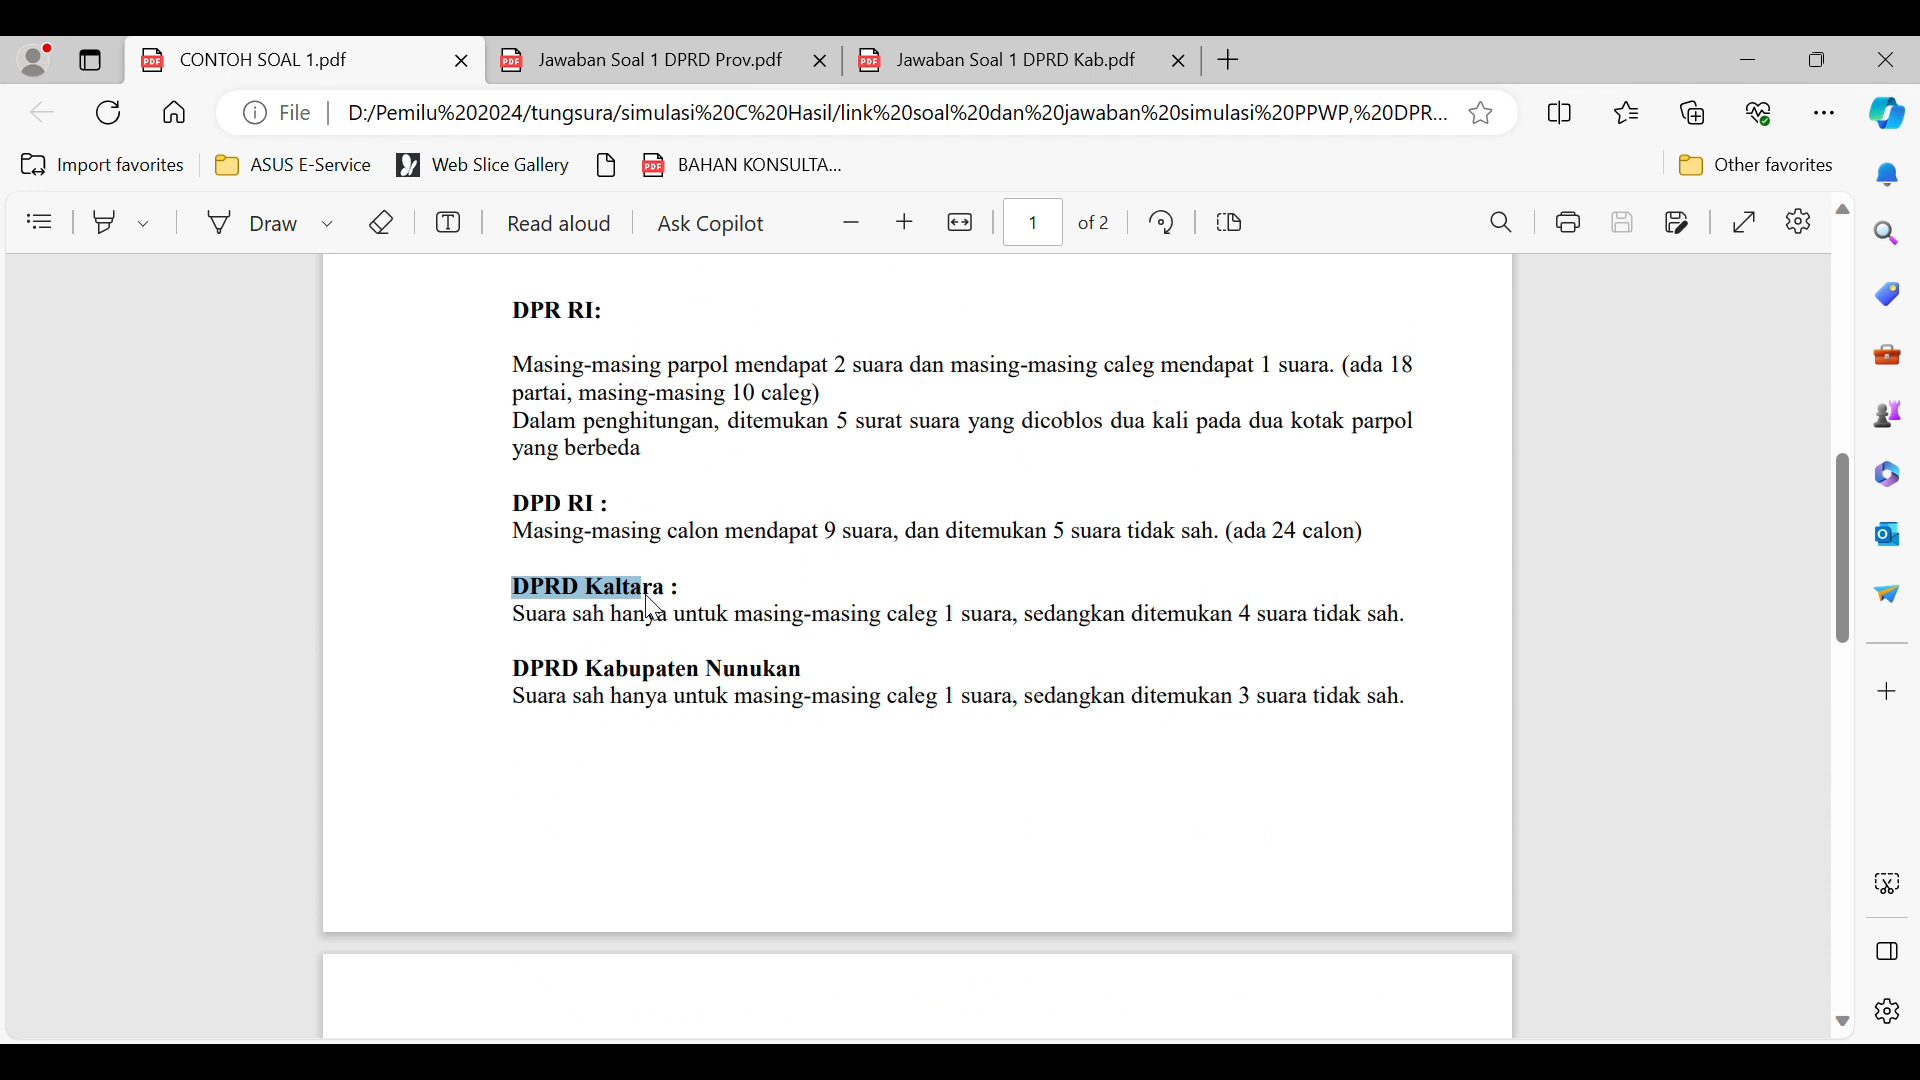 CONTOH SOAL 1.pdf
Jawaban Soal 1 DPRD Prov.pdf
Jawaban Soal 1 DPRD Kab.pdf
File
D:/Pemilu%202024/tungsura/simulasi%20C%20Hasil/link%20soal%20dan%20jawaban%20simulasi%20PPWP,%20DPR...
Import favorites
ASUS E-Service
Web Slice Gallery
BAHAN KONSULTA...
Other favorites
Draw
Read aloud
Ask Copilot
1 of 2
DPR RI:
Masing-masing parpol mendapat 2 suara dan masing-masing caleg mendapat 1 suara. (ada 18
partai, masing-masing 10 caleg)
Dalam penghitungan, ditemukan 5 surat suara yang dicoblos dua kali pada dua kotak parpol
yang berbeda
DPD RI :
Masing-masing calon mendapat 9 suara, dan ditemukan 5 suara tidak sah. (ada 24 calon)
DPRD Kaltara :
Suara sah hanya untuk masing-masing caleg 1 suara, sedangkan ditemukan 4 suara tidak sah.
DPRD Kabupaten Nunukan
Suara sah hanya untuk masing-masing caleg 1 suara, sedangkan ditemukan 3 suara tidak sah.